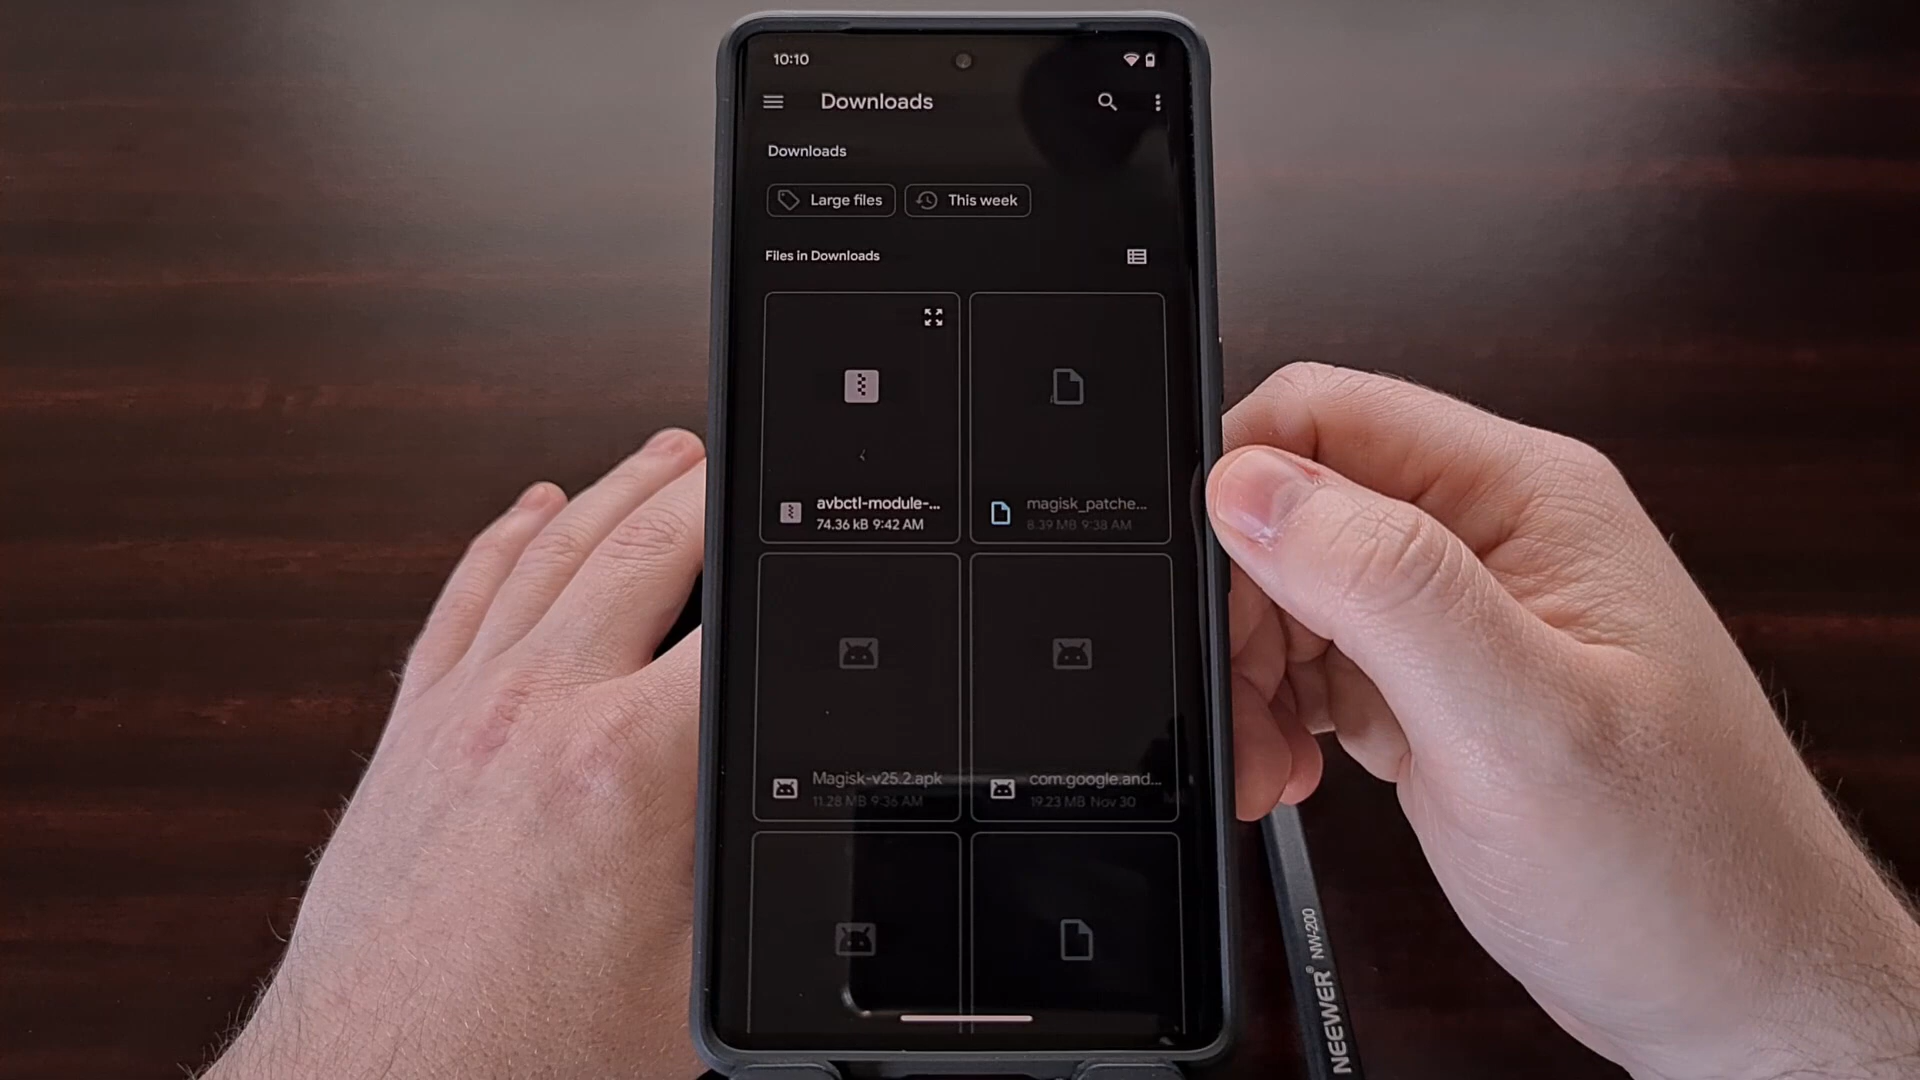 10:10
Downloads
Downloads
Large files
This week
Files in Downloads
avbctl-module-...
74.36 kB 9:42 AM
magisk_patche...
8.39 MB 9:38 AM
Magisk-v25.2.apk
11.28 MB 9:36 AM
com.google.and...
19.23 MB Nov 30
NEEWER® NW-200